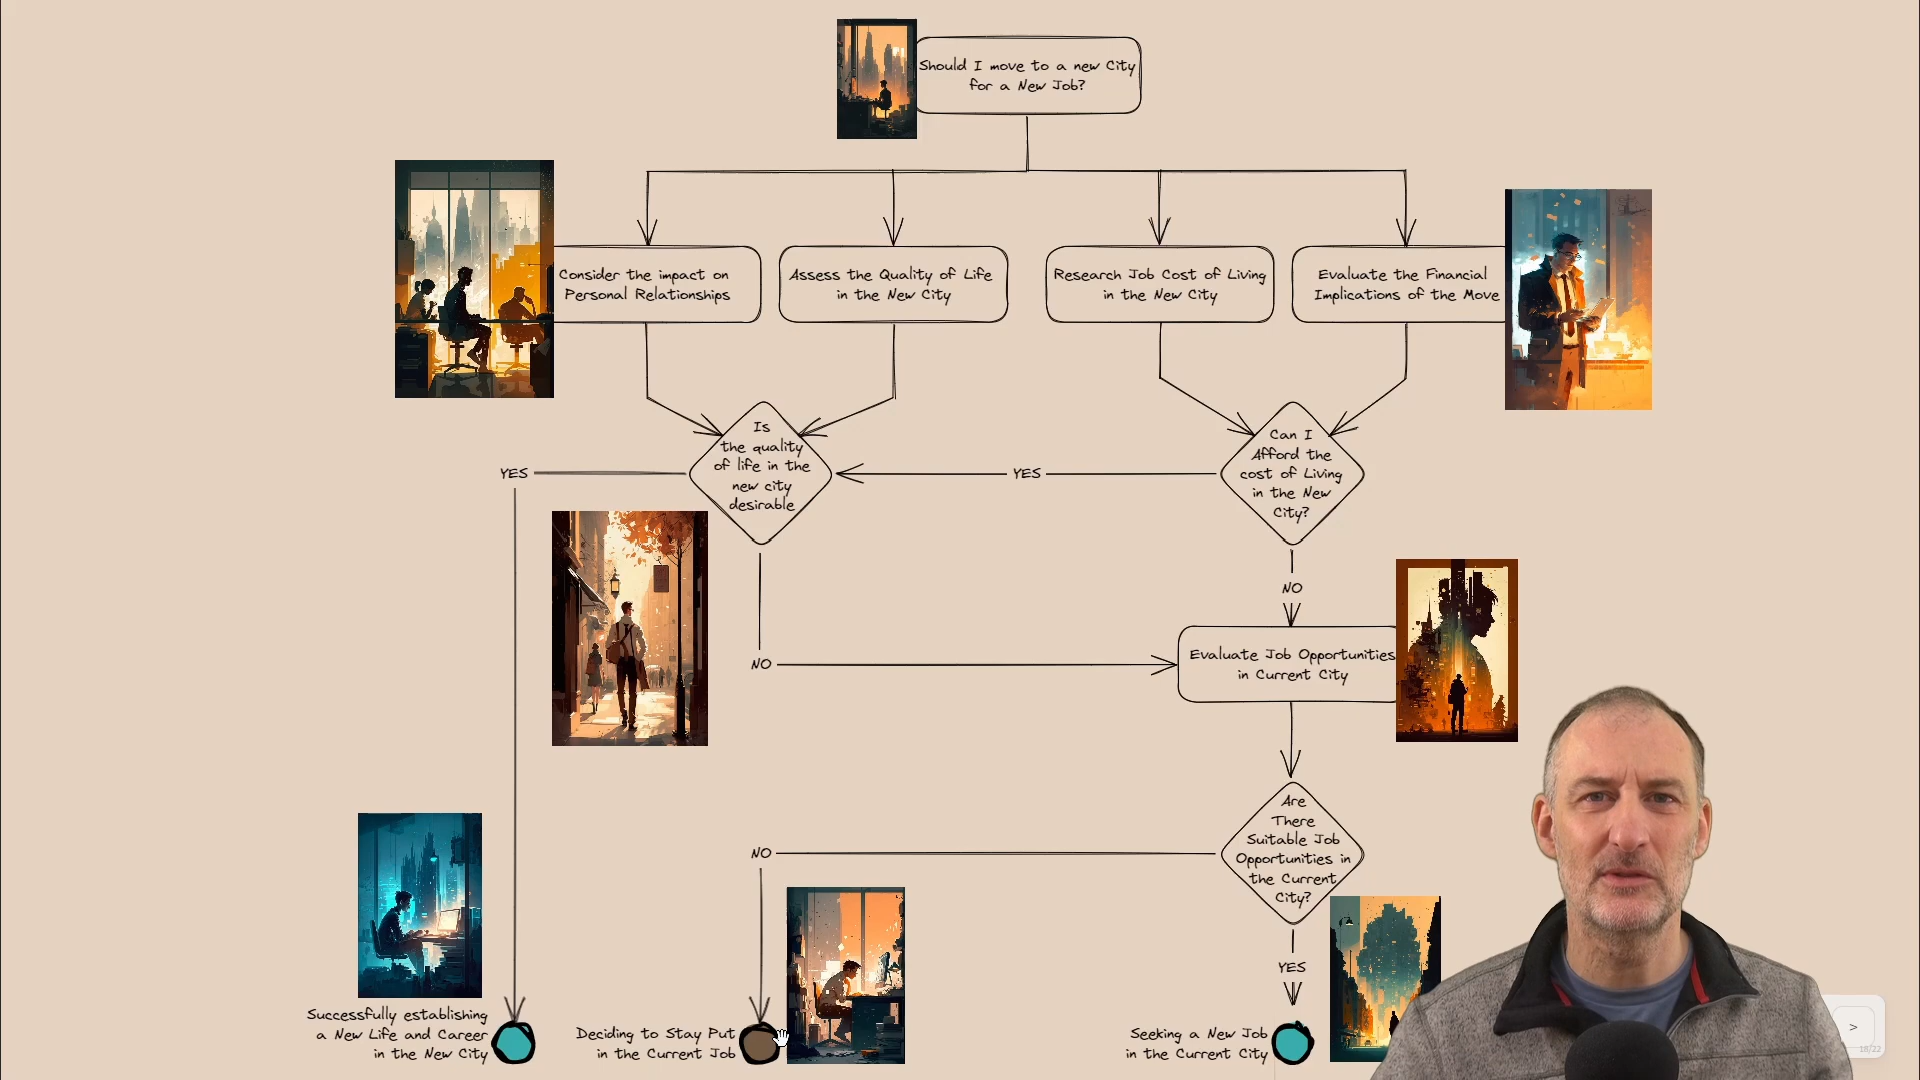 Should I move to a new City
for a New Job?
Consider the impact on
Personal Relationships
Assess the Quality of Life
in the New City
Research Job Cost of Living
in the New City
Evaluate the Financial
Implications of the Move
Is
the quality
of life in the
new city
desirable
Can I
Afford the
cost of Living
in the New
City?
YES
YES
NO
Evaluate Job Opportunities
in Current City
NO
Are
There
Suitable Job
Opportunities in
the Current
City?
NO
YES
Successfully establishing
a New Life and Career
in the New City
Deciding to Stay Put
in the Current Job
Seeking a New Job
in the Current City
>
18/22